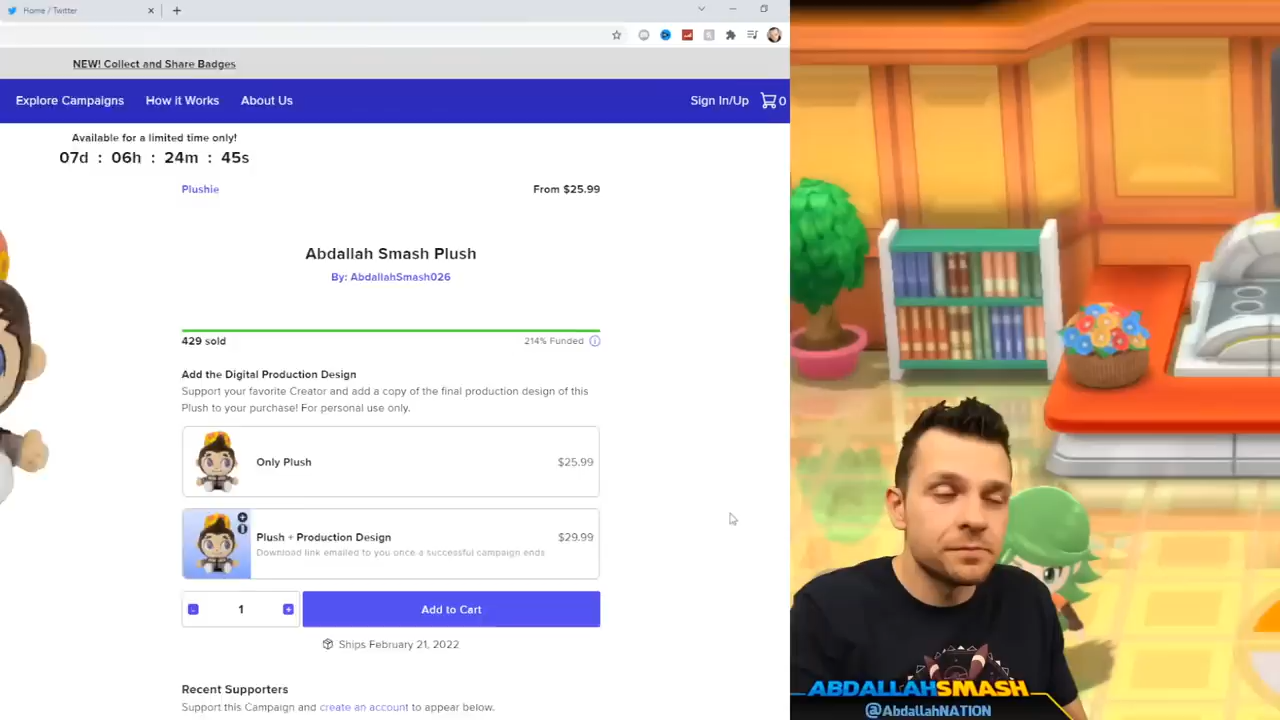 Home / Twitter
NEW! Collect and Share Badges
Explore Campaigns How it Works About Us Sign In/Up 0
Available for a limited time only!
07d : 06h : 24m : 45s
Plushie From $25.99
Abdallah Smash Plush
By: AbdallahSmash026
429 sold 214% Funded
Add the Digital Production Design
Support your favorite Creator and add a copy of the final production design of this
Plush to your purchase! For personal use only.
Only Plush $25.99
Plush + Production Design $29.99
Download link emailed to you once a successful campaign ends
- 1 + Add to Cart
Ships February 21, 2022
Recent Supporters
Support this Campaign and create an account to appear below.
ABDALLAHSMASH
@AbdallahNATION